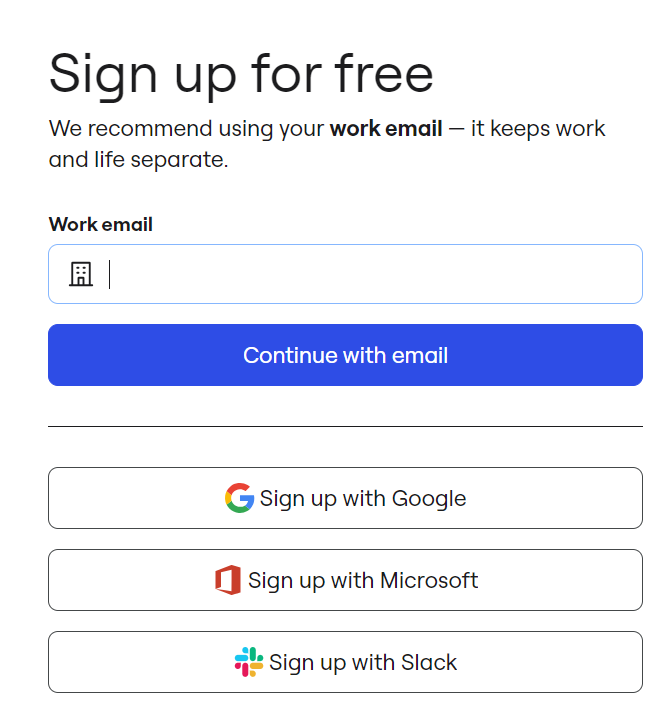 Sign up for free
We recommend using your work email — it keeps work
and life separate.
Work email
Continue with email
Sign up with Google
Sign up with Microsoft
Sign up with Slack